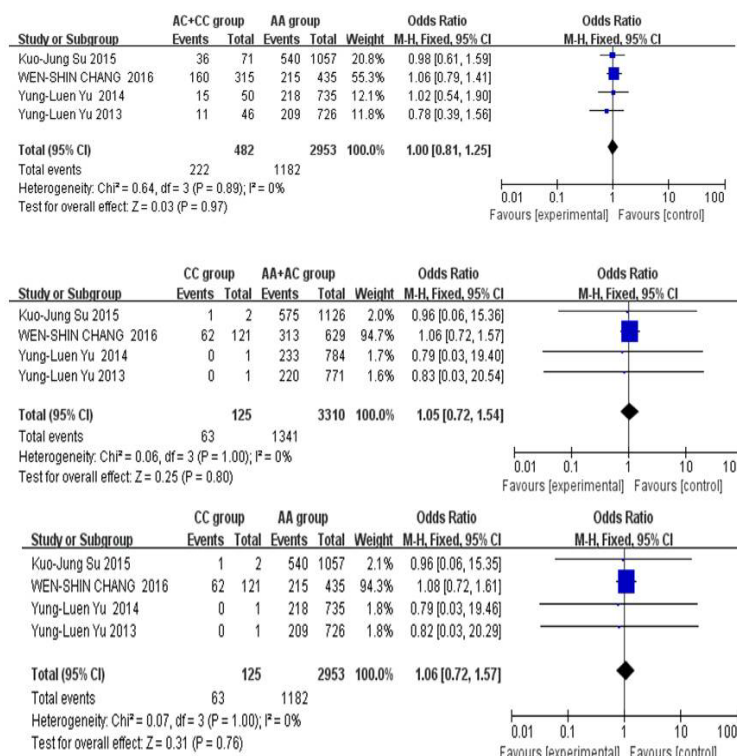 AC+CC group AA group Odds Ratio Odds Ratio
Study or Subgroup Events Total Events Total Weight M-H, Fixed, 95% CI M-H, Fixed, 95% CI
Kuo-Jung Su 2015 36 71 540 1057 20.8% 0.98 [0.61, 1.59]
WEN-SHIN CHANG 2016 160 315 215 435 55.3% 1.06 [0.79, 1.41]
Yung-Luen Yu 2014 15 50 218 735 12.1% 1.02 [0.54, 1.90]
Yung-Luen Yu 2013 11 46 209 726 11.8% 0.78 [0.39, 1.56]
Total (95% CI) 482 2953 100.0% 1.00 [0.81, 1.25]
Total events 222 1182
Heterogeneity: Chi² = 0.64, df = 3 (P = 0.89); I² = 0%
Test for overall effect: Z = 0.03 (P = 0.97)
0.01 0.1 1 10 100
Favours [experimental] Favours [control]
CC group AA+AC group Odds Ratio Odds Ratio
Study or Subgroup Events Total Events Total Weight M-H, Fixed, 95% CI M-H, Fixed, 95% CI
Kuo-Jung Su 2015 1 2 575 1126 2.0% 0.96 [0.06, 15.36]
WEN-SHIN CHANG 2016 62 121 313 629 94.7% 1.06 [0.72, 1.57]
Yung-Luen Yu 2014 0 1 233 784 1.7% 0.79 [0.03, 19.40]
Yung-Luen Yu 2013 0 1 220 771 1.6% 0.83 [0.03, 20.54]
Total (95% CI) 125 3310 100.0% 1.05 [0.72, 1.54]
Total events 63 1341
Heterogeneity: Chi² = 0.06, df = 3 (P = 1.00); I² = 0%
Test for overall effect: Z = 0.25 (P = 0.80)
0.01 0.1 1 10 100
Favours [experimental] Favours [control]
CC group AA group Odds Ratio Odds Ratio
Study or Subgroup Events Total Events Total Weight M-H, Fixed, 95% CI M-H, Fixed, 95% CI
Kuo-Jung Su 2015 1 2 540 1057 2.1% 0.96 [0.06, 15.35]
WEN-SHIN CHANG 2016 62 121 215 435 94.3% 1.08 [0.72, 1.61]
Yung-Luen Yu 2014 0 1 218 735 1.8% 0.79 [0.03, 19.46]
Yung-Luen Yu 2013 0 1 209 726 1.8% 0.82 [0.03, 20.29]
Total (95% CI) 125 2953 100.0% 1.06 [0.72, 1.57]
Total events 63 1182
Heterogeneity: Chi² = 0.07, df = 3 (P = 1.00); I² = 0%
Test for overall effect: Z = 0.31 (P = 0.76)
0.01 0.1 1 10 100
Favours [experimental] Favours [control]